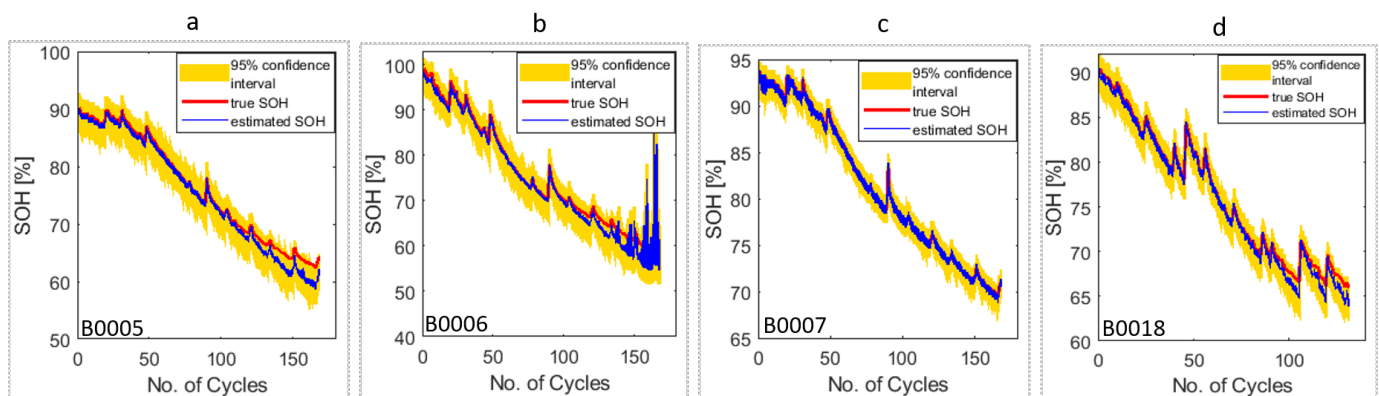 a
100
90
80
70
60
50
SOH [%]
0
50
100
150
No. of Cycles
95% confidence
interval
true SOH
estimated SOH
B0005
b
100
90
80
70
60
50
40
SOH [%]
0
50
100
150
No. of Cycles
95% confidence
interval
true SOH
estimated SOH
B0006
c
95
90
85
80
75
70
65
SOH [%]
0
50
100
150
No. of Cycles
95% confidence
interval
true SOH
estimated SOH
B0007
d
90
85
80
75
70
65
60
SOH [%]
0
50
100
No. of Cycles
95% confidence
interval
true SOH
estimated SOH
B0018